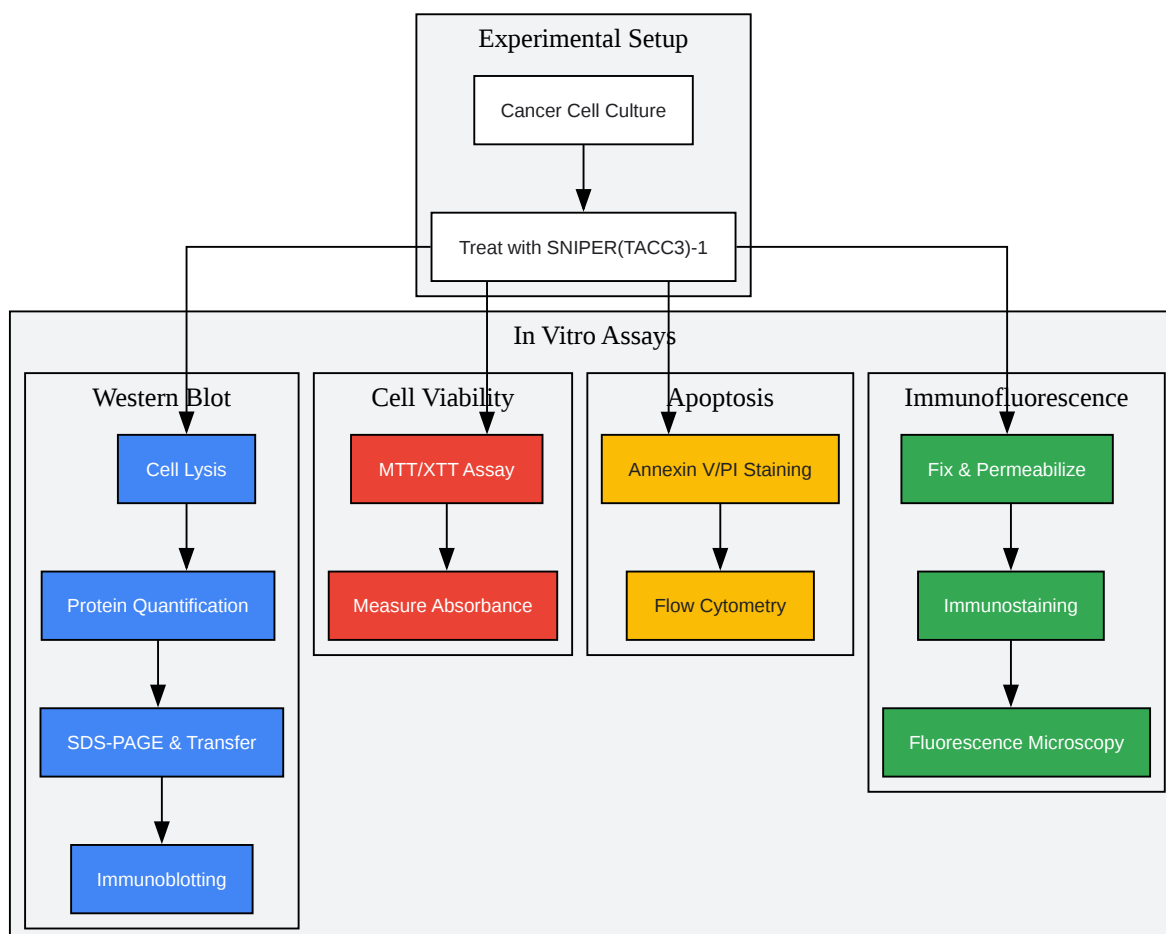 Experimental Setup
Cancer Cell Culture
Treat with SNIPER(TACC3)-1
In Vitro Assays
Western Blot
Cell Lysis
Protein Quantification
SDS-PAGE & Transfer
Immunoblotting
Cell Viability
MTT/XTT Assay
Measure Absorbance
Apoptosis
Annexin V/PI Staining
Flow Cytometry
Immunofluorescence
Fix & Permeabilize
Immunostaining
Fluorescence Microscopy